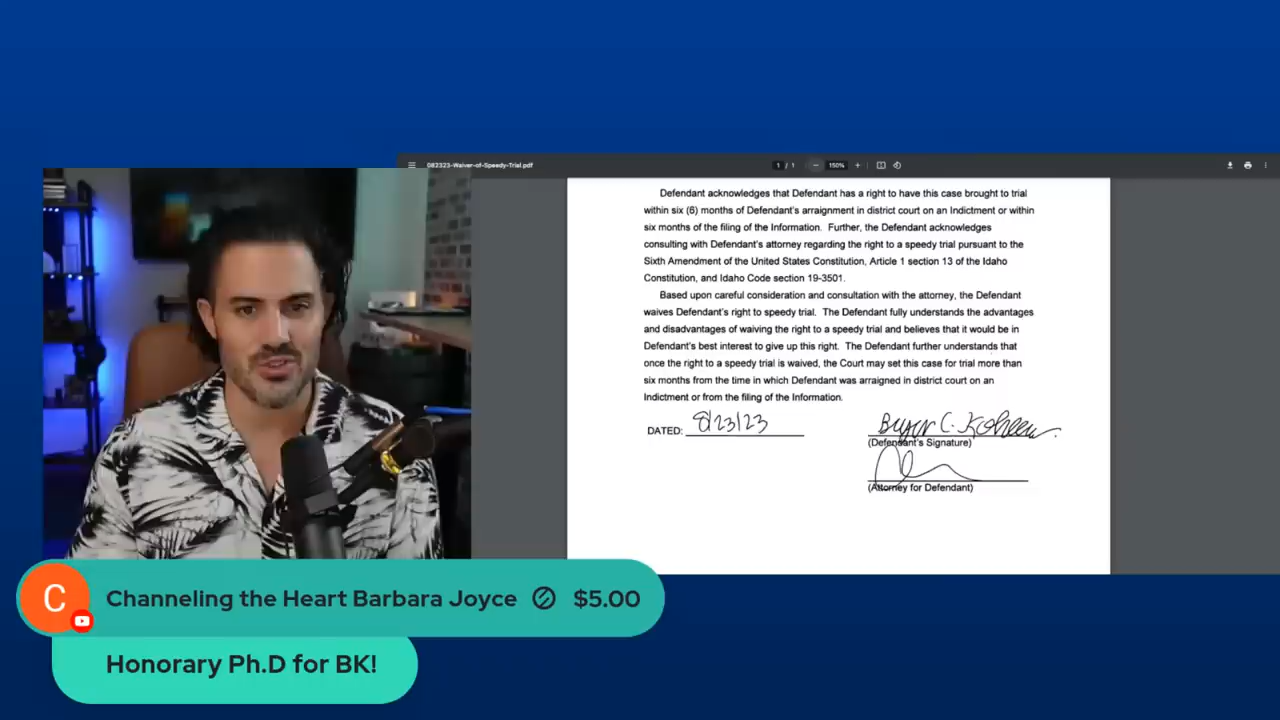 082323-Waiver-of-Speedy-Trial.pdf
1 / 1
150%
Defendant acknowledges that Defendant has a right to have this case brought to trial
within six (6) months of Defendant's arraignment in district court on an Indictment or within
six months of the filing of the Information. Further, the Defendant acknowledges
consulting with Defendant's attorney regarding the right to a speedy trial pursuant to the
Sixth Amendment of the United States Constitution, Article 1 section 13 of the Idaho
Constitution, and Idaho Code section 19-3501.
Based upon careful consideration and consultation with the attorney, the Defendant
waives Defendant's right to speedy trial. The Defendant fully understands the advantages
and disadvantages of waiving the right to a speedy trial and believes that it would be in
Defendant's best interest to give up this right. The Defendant further understands that
once the right to a speedy trial is waived, the Court may set this case for trial more than
six months from the time in which Defendant was arraigned in district court on an
Indictment or from the filing of the Information.
DATED: 8/23/23
(Defendant's Signature)
(Attorney for Defendant)
C
Channeling the Heart Barbara Joyce $5.00
Honorary Ph.D for BK!